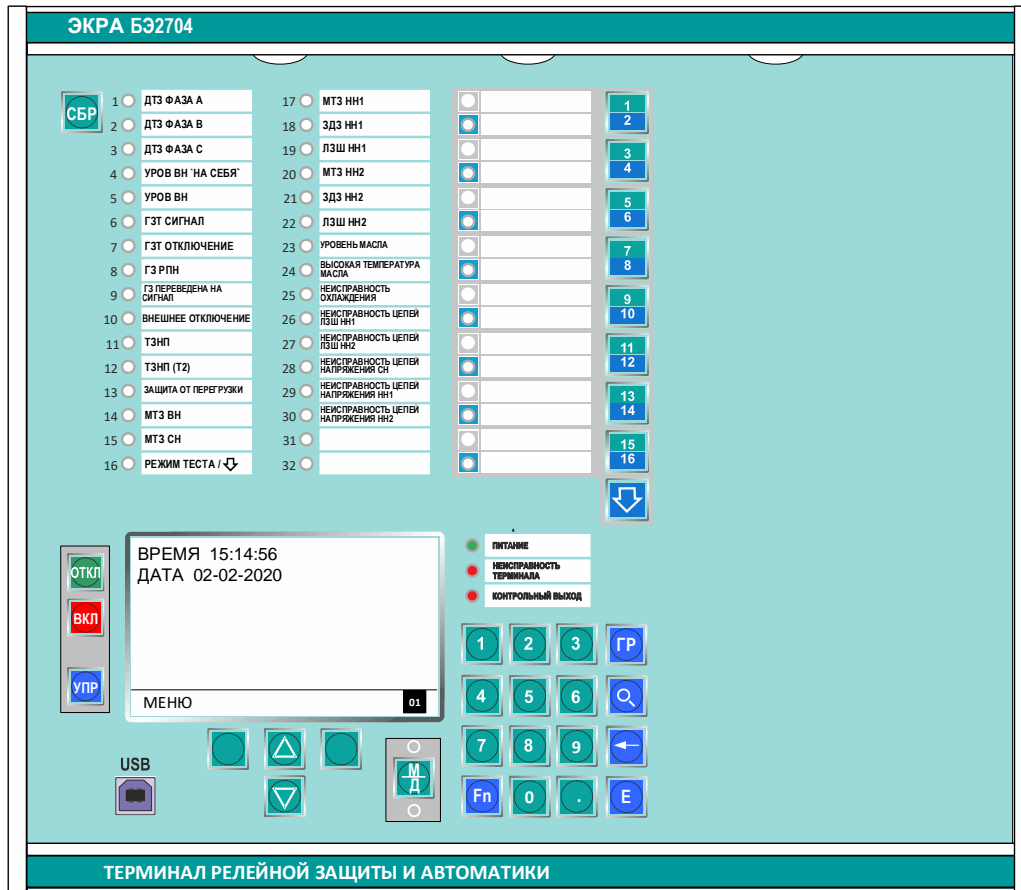 ЭКРА БЭ2704
СБР
1 ДТЗ ФАЗА А
2 ДТЗ ФАЗА В
3 ДТЗ ФАЗА С
4 УРОВ ВН `НА СЕБЯ`
5 УРОВ ВН
6 ГЗТ СИГНАЛ
7 ГЗТ ОТКЛЮЧЕНИЕ
8 ГЗ РПН
9 ГЗ ПЕРЕВЕДЕНА НА
СИГНАЛ
10 ВНЕШНЕЕ ОТКЛЮЧЕНИЕ
11 ТЗНП
12 ТЗНП (Т2)
13 ЗАЩИТА ОТ ПЕРЕГРУЗКИ
14 МТЗ ВН
15 МТЗ СН
16 РЕЖИМ ТЕСТА /
17 МТЗ НН1
18 ЗДЗ НН1
19 ЛЗШ НН1
20 МТЗ НН2
21 ЗДЗ НН2
22 ЛЗШ НН2
23 УРОВЕНЬ МАСЛА
24 ВЫСОКАЯ ТЕМПЕРАТУРА
МАСЛА
25 НЕИСПРАВНОСТЬ
ОХЛАЖДЕНИЯ
26 НЕИСПРАВНОСТЬ ЦЕПЕЙ
ЛЗШ НН1
27 НЕИСПРАВНОСТЬ ЦЕПЕЙ
ЛЗШ НН2
28 НЕИСПРАВНОСТЬ ЦЕПЕЙ
НАПРЯЖЕНИЯ СН
29 НЕИСПРАВНОСТЬ ЦЕПЕЙ
НАПРЯЖЕНИЯ НН1
30 НЕИСПРАВНОСТЬ ЦЕПЕЙ
НАПРЯЖЕНИЯ НН2
31
32
1
2
3
4
5
6
7
8
9
10
11
12
13
14
15
16
ОТКЛ
ВКЛ
УПР
ВРЕМЯ 15:14:56
ДАТА 02-02-2020
МЕНЮ 01
ПИТАНИЕ
НЕИСПРАВНОСТЬ
ТЕРМИНАЛА
КОНТРОЛЬНЫЙ ВЫХОД
1 2 3 ГР
4 5 6
7 8 9
Fn 0 . E
USB
М
Д
ТЕРМИНАЛ РЕЛЕЙНОЙ ЗАЩИТЫ И АВТОМАТИКИ